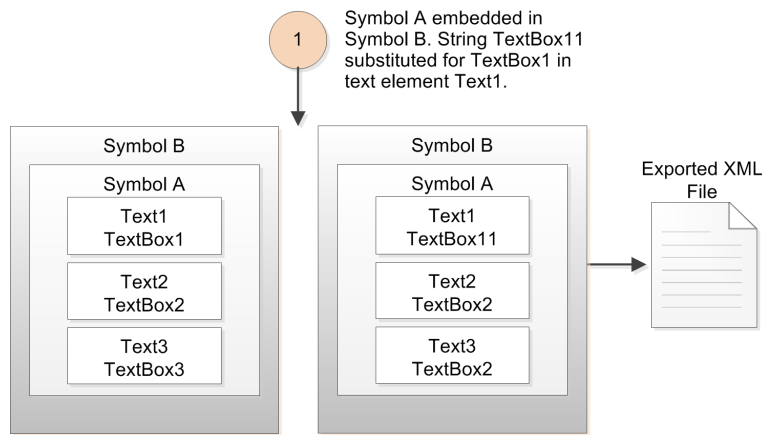 1
Symbol A embedded in
Symbol B. String TextBox11
substituted for TextBox1 in
text element Text1.
Symbol B
Symbol A
Text1
TextBox1
Text2
TextBox2
Text3
TextBox3
Symbol B
Symbol A
Text1
TextBox11
Text2
TextBox2
Text3
TextBox2
Exported XML
File